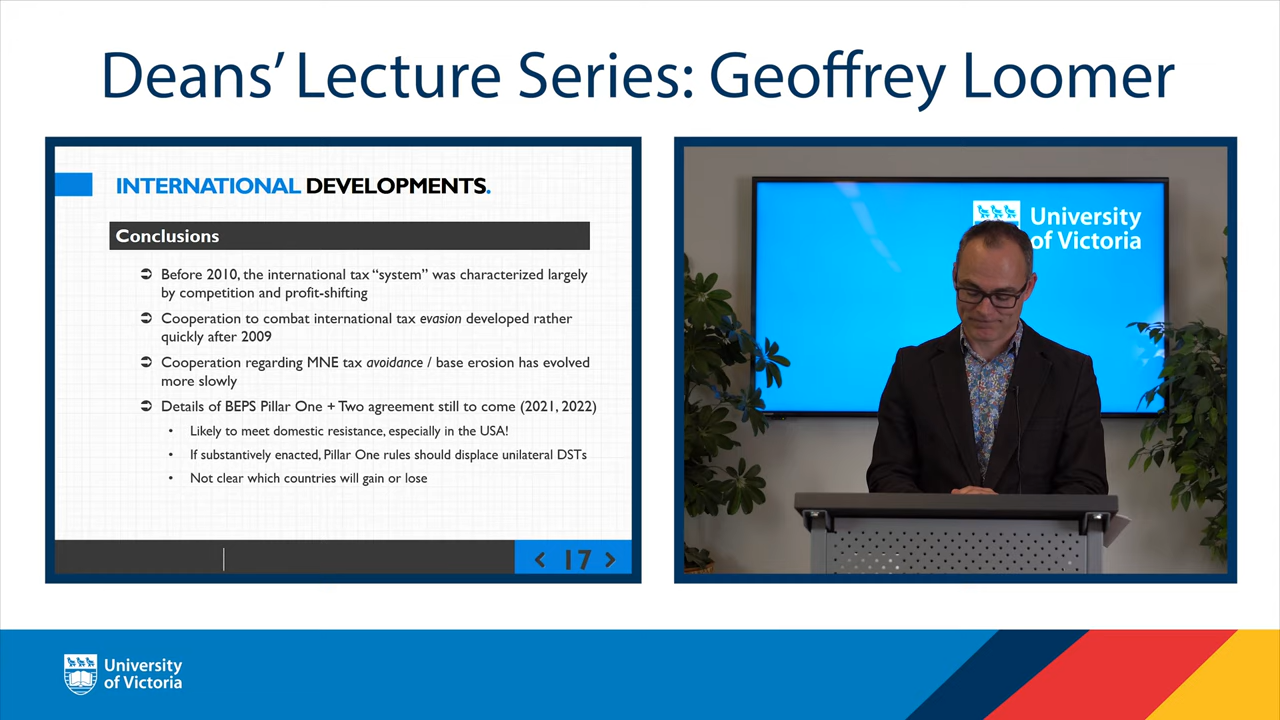 Deans’ Lecture Series: Geoffrey Loomer
INTERNATIONAL DEVELOPMENTS.
Conclusions
Before 2010, the international tax “system” was characterized largely
by competition and profit-shifting
Cooperation to combat international tax evasion developed rather
quickly after 2009
Cooperation regarding MNE tax avoidance / base erosion has evolved
more slowly
Details of BEPS Pillar One + Two agreement still to come (2021, 2022)
• Likely to meet domestic resistance, especially in the USA!
• If substantively enacted, Pillar One rules should displace unilateral DSTs
• Not clear which countries will gain or lose
< 17 >
University
of Victoria
University
of Victoria